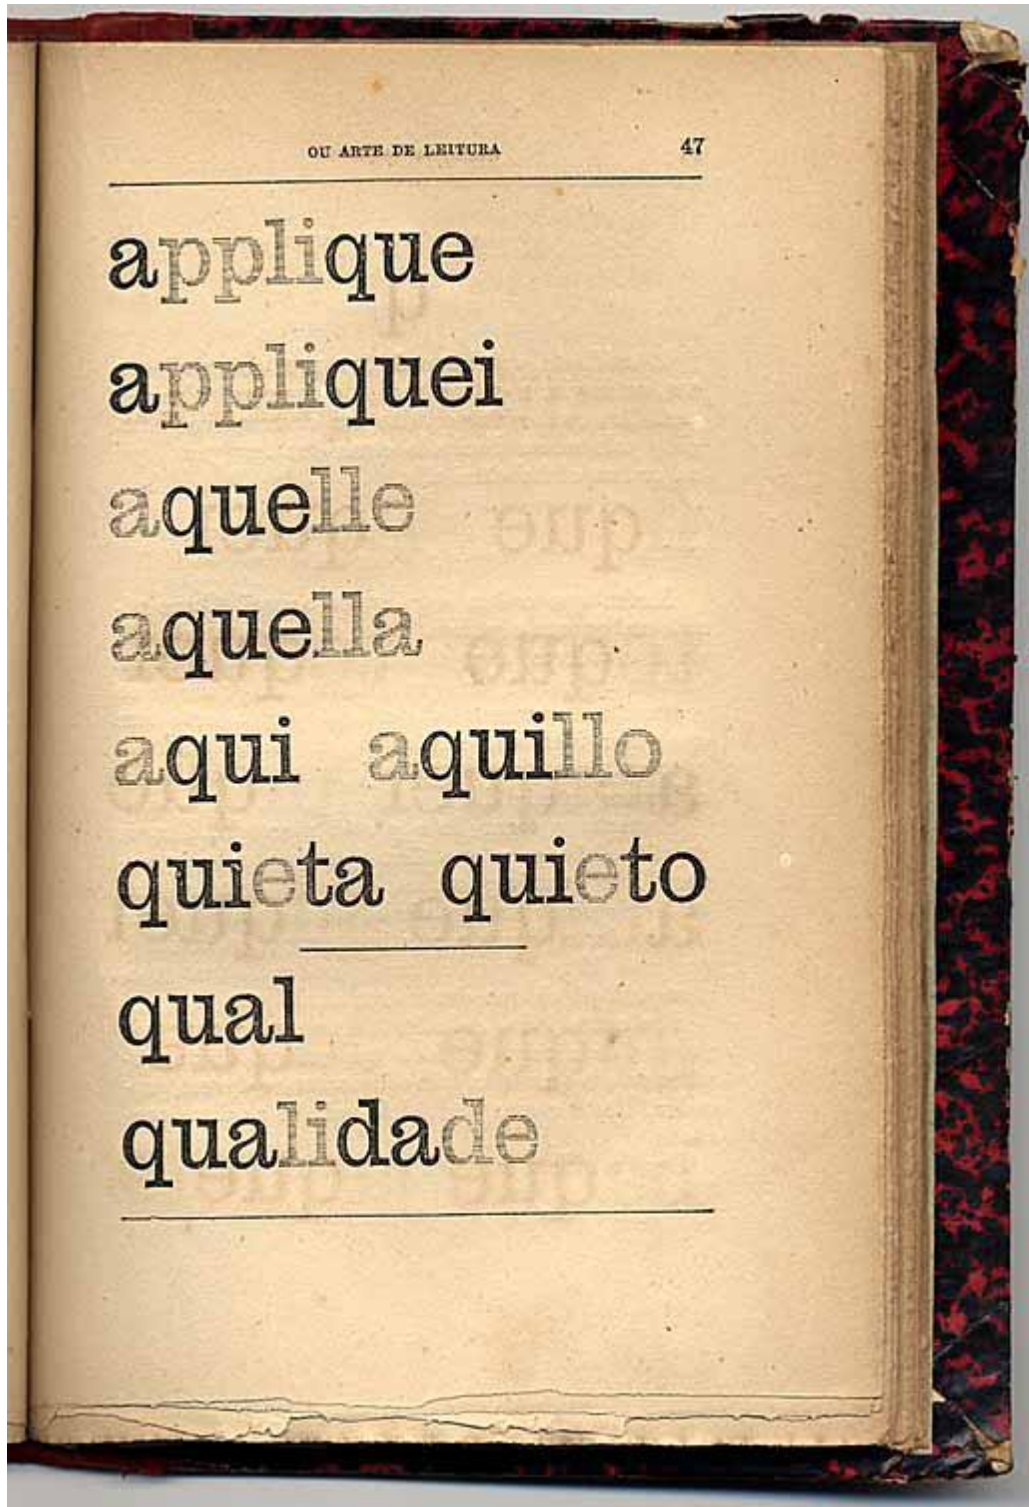 OU ARTE DE LEITURA 47
applique
appliquei
aquelle
aquella
aqui aquillo
quieta quieto
qual
qualidade